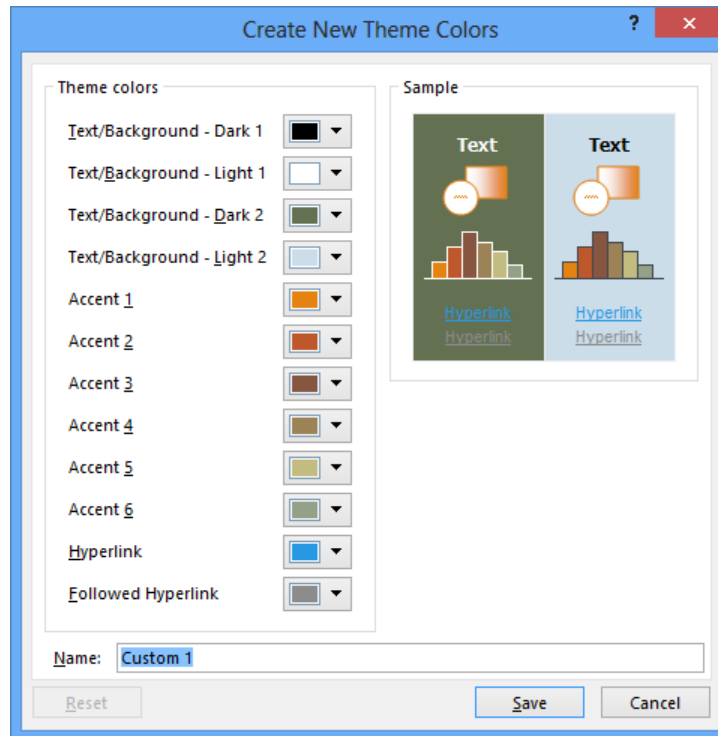 Create New Theme Colors
?
×
Theme colors
Text/Background - Dark 1
Text/Background - Light 1
Text/Background - Dark 2
Text/Background - Light 2
Accent 1
Accent 2
Accent 3
Accent 4
Accent 5
Accent 6
Hyperlink
Followed Hyperlink
Sample
Text Text
Hyperlink Hyperlink
Hyperlink Hyperlink
Name: Custom 1
Reset Save Cancel